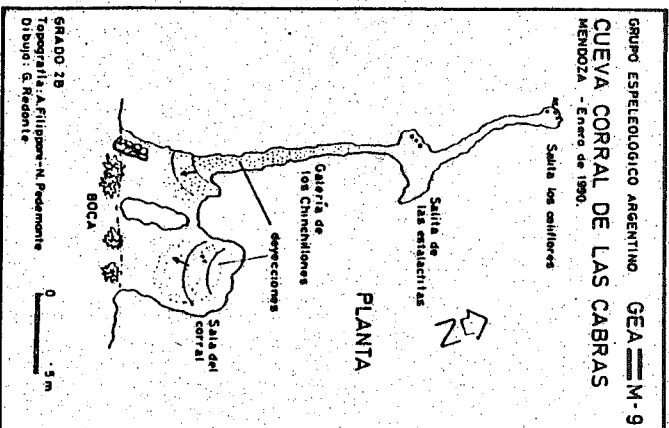 GRUPO ESPELEOLOGICO ARGENTINO GEA M-9
CUEVA CORRAL DE LAS CABRAS
MENDOZA - Enero de 1990.
Salita los coliflores
Salita de
las estalactitas
PLANTA
N
Galería de
los Chinchillones
deyecciones
Sala del
corral
BOCA
GRADO 2B
Topografía: A. Filippone-N. Pedemonte
Dibujo: G. Redonte
0 5m